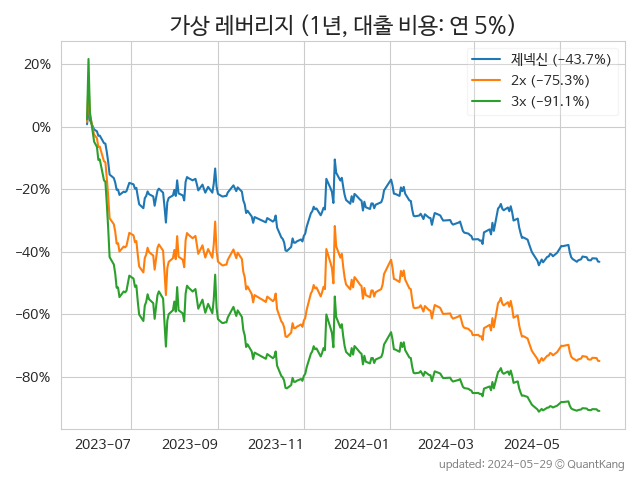 가상 레버리지 (1년, 대출 비용: 연 5%)
제넥신 (−43.7%)
2x (−75.3%)
3x (−91.1%)
20%
0%
−20%
−40%
−60%
−80%
2023-07
2023-09
2023-11
2024-01
2024-03
2024-05
updated: 2024-05-29 © QuantKang